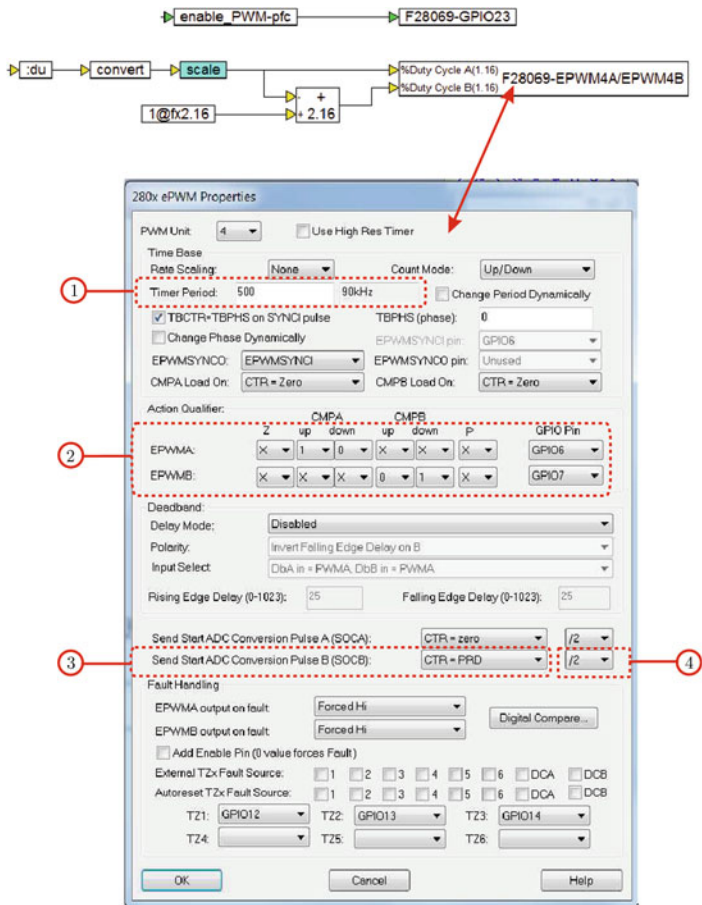 enable_PWM-pfc F28069-GPIO23
:du convert scale %Duty Cycle A(1.16) F28069-EPWM4A/EPWM4B
%Duty Cycle B(1.16)
- +
1@fx2.16 + 2.16
280x ePWM Properties
PWM Unit: 4 Use High Res Timer
Time Base
Rate Scaling: None Count Mode: Up/Down
1 Timer Period: 500 90kHz Change Period Dynamically
TBCTR=TBPHS on SYNCI pulse TBPHS (phase): 0
Change Phase Dynamically EPWMSYNCI pin: GPIO6
EPWMSYNCO: EPWMSYNCI EPWMSYNCO pin: Unused
CMPA Load On: CTR = Zero CMPB Load On: CTR = Zero
Action Qualifier:
CMPA CMPB
Z up down up down P GPIO Pin
2 EPWMA: X 1 0 X X X GPIO6
EPWMB: X X X 0 1 X GPIO7
Deadband:
Delay Mode: Disabled
Polarity: Invert Falling Edge Delay on B
Input Select DbA in = PWMA, DbB in = PWMA
Rising Edge Delay (0-1023): 25 Falling Edge Delay (0-1023): 25
Send Start ADC Conversion Pulse A (SOCA): CTR = zero /2
3 Send Start ADC Conversion Pulse B (SOCB): CTR = PRD /2 4
Fault Handling
EPWMA output on fault Forced Hi Digital Compare...
EPWMB output on fault Forced Hi
Add Enable Pin (0 value forces Fault)
External TZx Fault Source: 1 2 3 4 5 6 DCA DCB
Autoreset TZx Fault Source: 1 2 3 4 5 6 DCA DCB
TZ1: GPIO12 TZ2: GPIO13 TZ3: GPIO14
TZ4: TZ5: TZ6:
OK Cancel Help